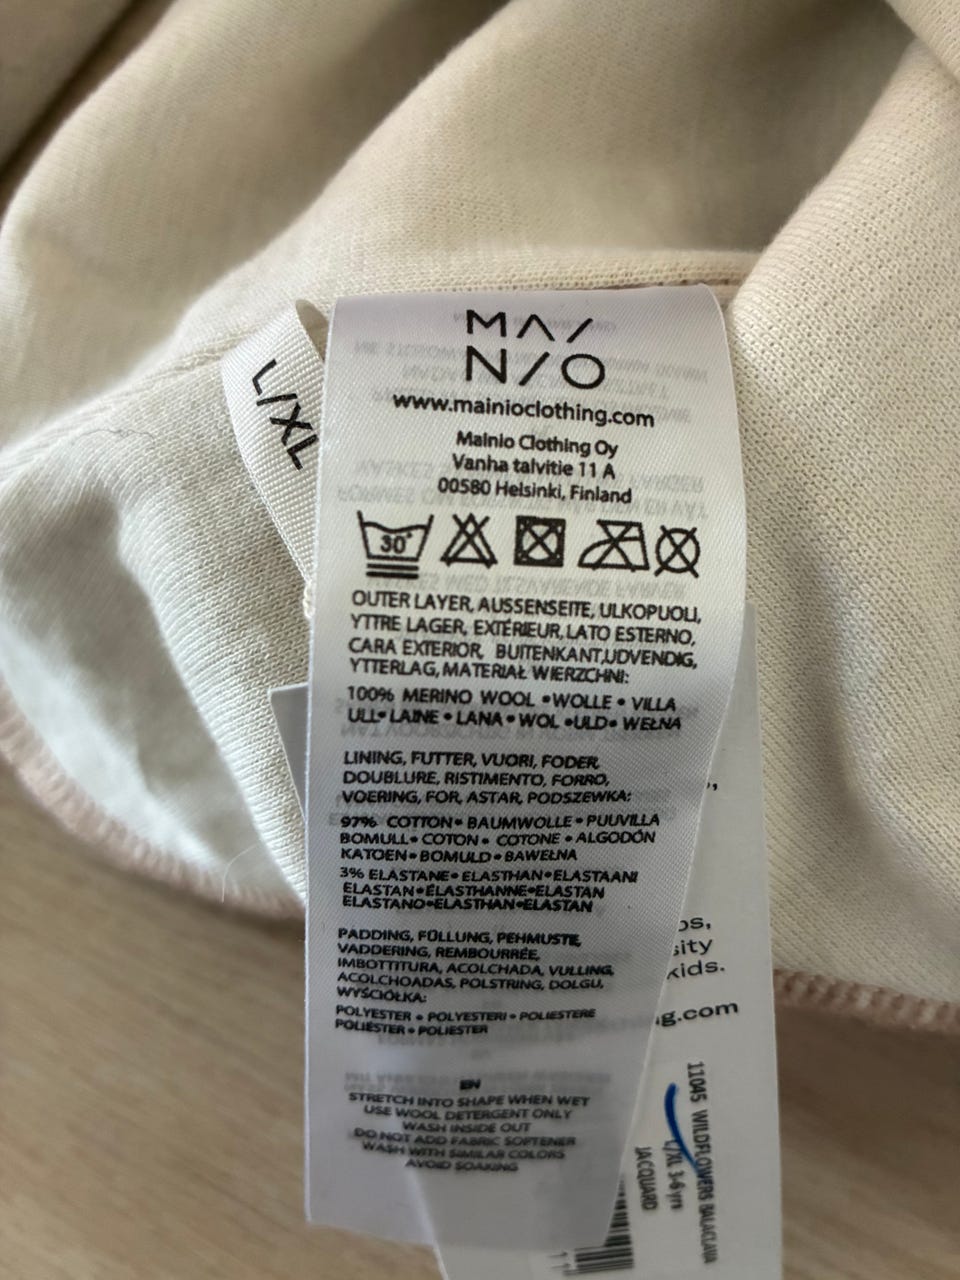 MAI
NIO
www.mainioclothing.com
Mainio Clothing Oy
Vanha talvitie 11 A
00580 Helsinki, Finland
L/XL
30°
OUTER LAYER, AUSSENSEITE, ULKOPUOLI,
YTTRE LAGER, EXTÉRIEUR, LATO ESTERNO,
CARA EXTERIOR, BUITENKANT,UDVENDIG,
YTTERLAG, MATERIAŁ WIERZCHNI:
100% MERINO WOOL •WOLLE • VILLA
ULL• LAINE • LANA • WOL •ULD• WEŁNA
LINING, FUTTER, VUORI, FODER,
DOUBLURE, RISTIMENTO, FORRO,
VOERING, FOR, ASTAR, PODSZEWKA:
97% COTTON• BAUMWOLLE • PUUVILLA
BOMULL• COTON • COTONE • ALGODÓN
KATOEN•BOMULD•BAWEŁNA
3% ELASTANE• ELASTHAN•ELASTAANI
ELASTAN•ÉLASTHANNE•ELASTAN
ELASTANO•ELASTHAN•ELASTAN
PADDING, FÜLLUNG, PEHMUSTE,
VADDERING, REMBOURRÉE,
IMBOTTITURA, ACOLCHADA, VULLING,
ACOLCHOADAS, POLSTRING, DOLGU,
WYŚCIÓŁKA:
POLYESTER • POLYESTERI • POLIESTERE
POLIÉSTER • POLIESTER
EN
STRETCH INTO SHAPE WHEN WET
USE WOOL DETERGENT ONLY
WASH INSIDE OUT
DO NOT ADD FABRIC SOFTENER
WASH WITH SIMILAR COLORS
AVOID SOAKING
os,
sity
kids.
g.com
11045 WILDFLOWERS BALACLAVA
L/XL 3-6 yrs
JACQUARD